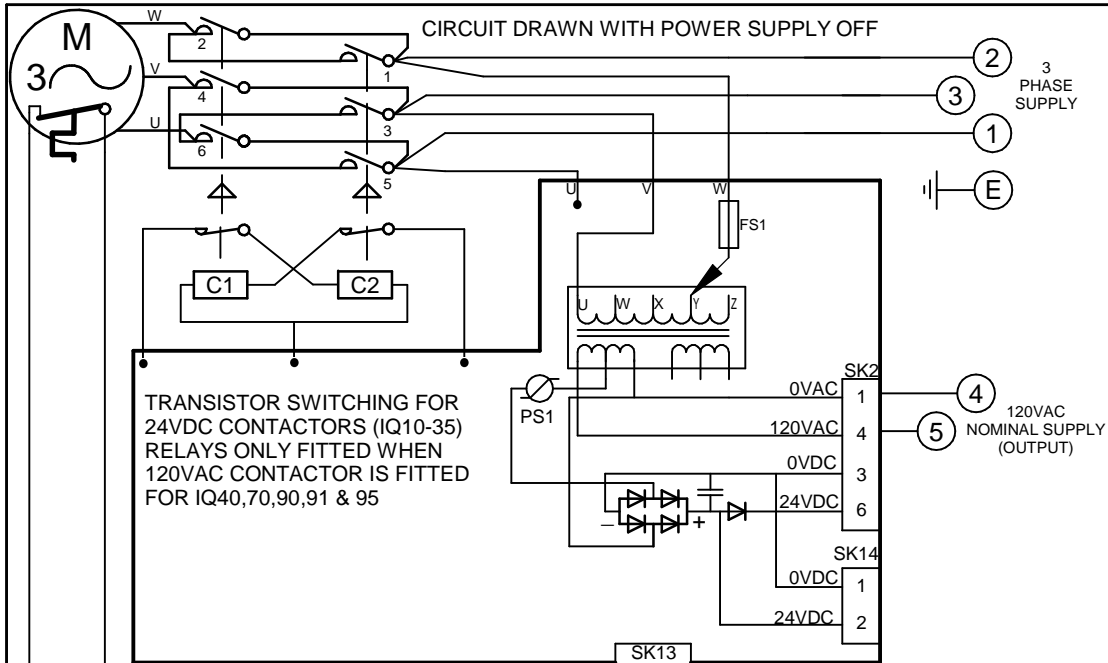 CIRCUIT DRAWN WITH POWER SUPPLY OFF
M
3
W
V
U
2
1
4
3
6
5
2
3
1
E
3
PHASE
SUPPLY
U
V
W
FS1
C1
C2
U
W
X
Y
Z
PS1
TRANSISTOR SWITCHING FOR
24VDC CONTACTORS (IQ10-35)
RELAYS ONLY FITTED WHEN
120VAC CONTACTOR IS FITTED
FOR IQ40,70,90,91 & 95
SK2
0VAC 1
120VAC 4
0VDC 3
24VDC 6
4
5
120VAC
NOMINAL SUPPLY
(OUTPUT)
– +
SK14
0VDC 1
24VDC 2
SK13